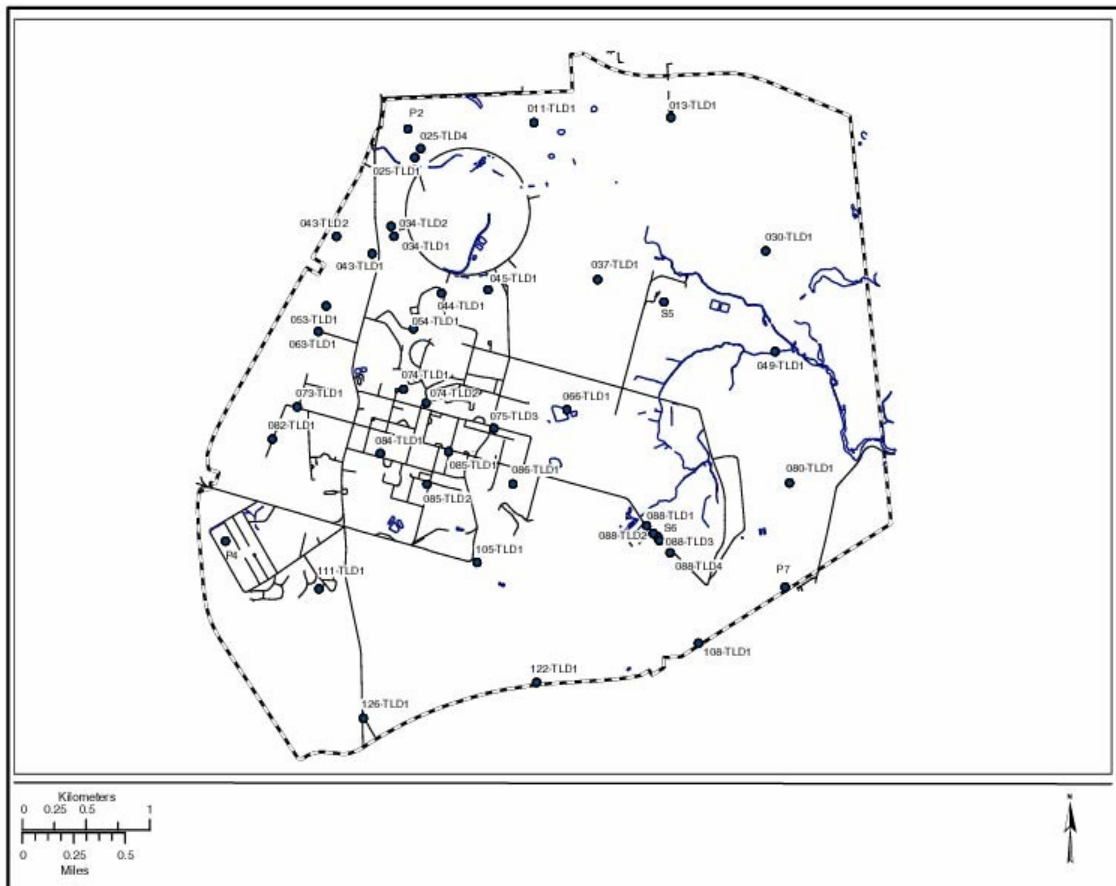 013-TLD1
011-TLD1
P2
025-TLD4
025-TLD1
034-TLD2
043-TLD2
034-TLD1
043-TLD1
030-TLD1
037-TLD1
045-TLD1
044-TLD1
S5
053-TLD1
054-TLD1
063-TLD1
049-TLD1
074-TLD1
073-TLD1
074-TLD2
066-TLD1
075-TLD3
082-TLD1
084-TLD1
085-TLD1
086-TLD1
080-TLD1
085-TLD2
088-TLD1
S6
088-TLD2
088-TLD3
P4
105-TLD1
088-TLD4
111-TLD1
P7
108-TLD1
122-TLD1
126-TLD1
Kilometers
0 0.25 0.5 1
0 0.25 0.5
Miles
N